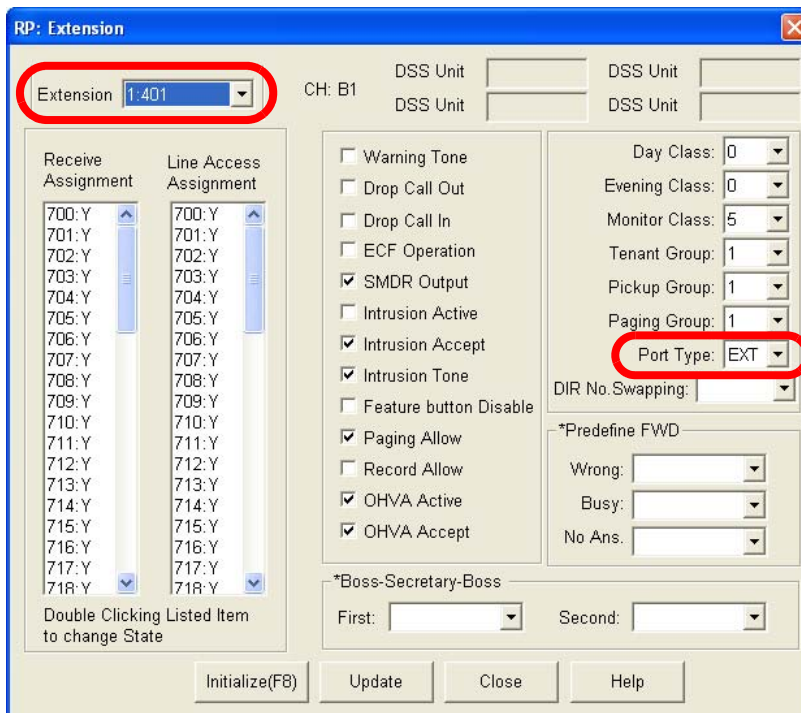 RP: Extension
Extension 1:401
CH: B1
DSS Unit
DSS Unit
DSS Unit
DSS Unit
Receive Assignment
Line Access Assignment
700:Y 700:Y
701:Y 701:Y
702:Y 702:Y
703:Y 703:Y
704:Y 704:Y
705:Y 705:Y
706:Y 706:Y
707:Y 707:Y
708:Y 708:Y
709:Y 709:Y
710:Y 710:Y
711:Y 711:Y
712:Y 712:Y
713:Y 713:Y
714:Y 714:Y
715:Y 715:Y
716:Y 716:Y
717:Y 717:Y
718:Y 718:Y
Double Clicking Listed Item
to change State
Warning Tone
Drop Call Out
Drop Call In
ECF Operation
SMDR Output
Intrusion Active
Intrusion Accept
Intrusion Tone
Feature button Disable
Paging Allow
Record Allow
OHVA Active
OHVA Accept
Day Class: 0
Evening Class: 0
Monitor Class: 5
Tenant Group: 1
Pickup Group: 1
Paging Group: 1
Port Type: EXT
DIR No.Swapping:
*Predefine FWD
Wrong:
Busy:
No Ans.
*Boss-Secretary-Boss
First:
Second:
Initialize(F8)
Update
Close
Help